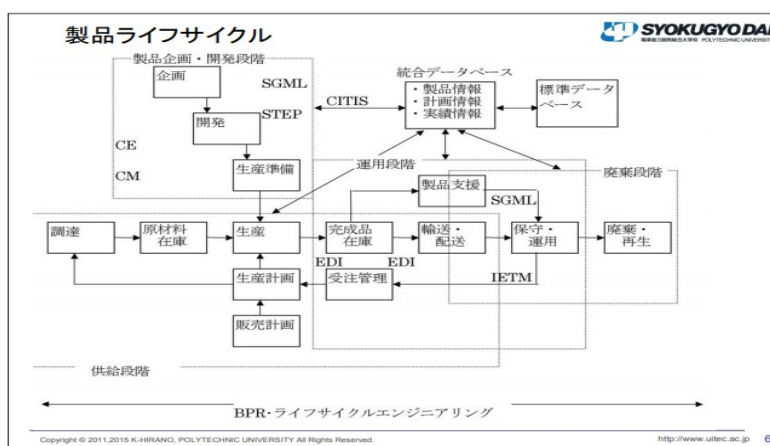 製品ライフサイクル
SYOKUGYO DAI
POLYTECHNIC UNIVERSITY
製品企画・開発段階
企画
SGML
開発
STEP
CE
CM
生産準備
CITIS
統合データベース
・製品情報
・計画情報
・実績情報
標準データ
ベース
運用段階
廃棄段階
製品支援
SGML
調達
原材料
在庫
生産
完成品
在庫
輸送・
配送
保守・
運用
廃棄・
再生
EDI
EDI
IETM
生産計画
受注管理
販売計画
供給段階
BPR・ライフサイクルエンジニアリング
Copyright © 2011,2015 K-HIRANO, POLYTECHNIC UNIVERSITY All Rights Reserved.
http://www.uitec.ac.jp
6